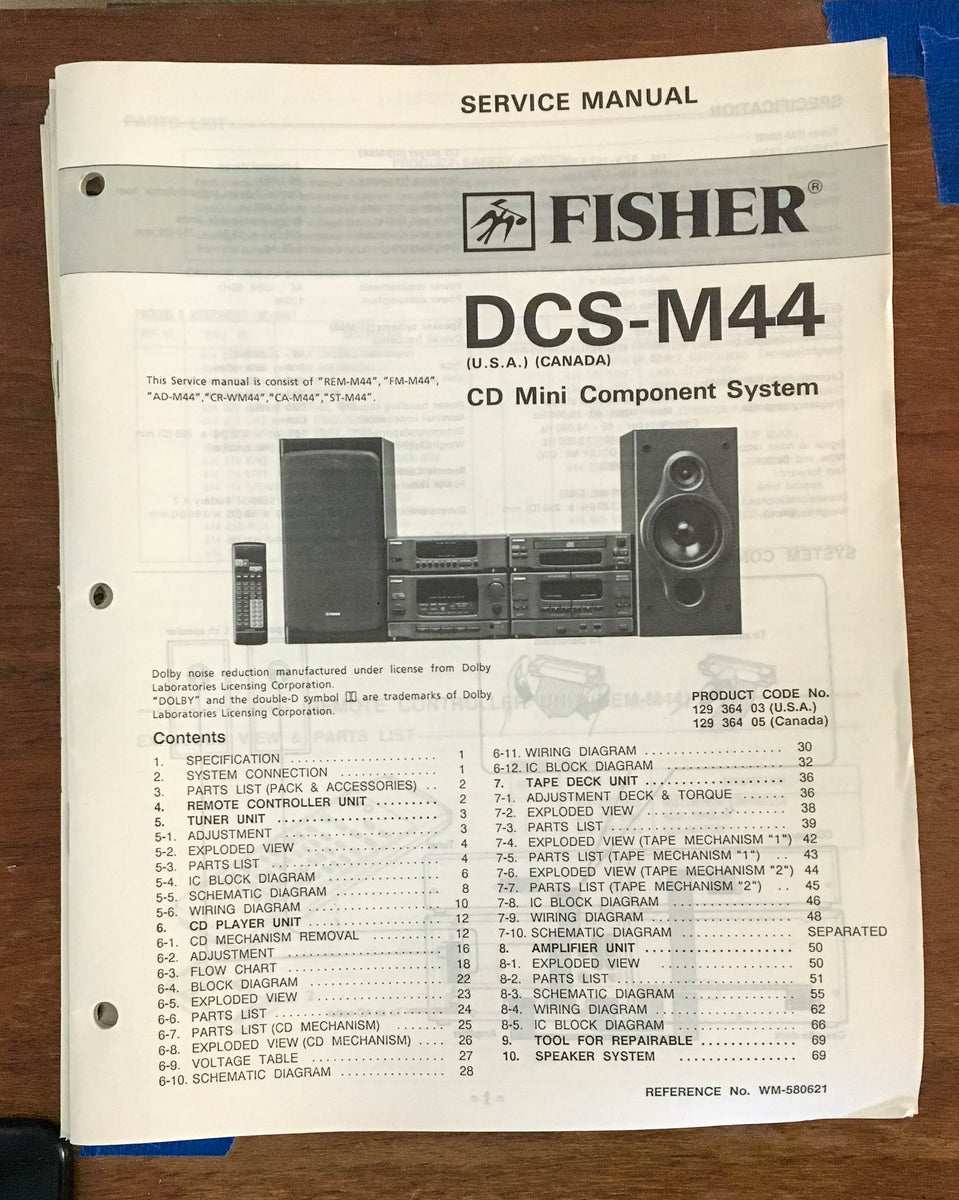 SERVICE MANUAL
FISHER®
DCS-M44
(U.S.A.) (CANADA)
CD Mini Component System
This Service manual is consist of "REM-M44", "FM-M44",
"AD-M44","CR-WM44","CA-M44","ST-M44".
Dolby noise reduction manufactured under license from Dolby
Laboratories Licensing Corporation.
"DOLBY" and the double-D symbol are trademarks of Dolby
Laboratories Licensing Corporation.
PRODUCT CODE No.
129 364 03 (U.S.A.)
129 364 05 (Canada)
Contents
1. SPECIFICATION ...................... 1
2. SYSTEM CONNECTION .............. 1
3. PARTS LIST (PACK & ACCESSORIES) .. 2
4. REMOTE CONTROLLER UNIT ......... 2
5. TUNER UNIT ........................ 3
5-1. ADJUSTMENT ....................... 3
5-2. EXPLODED VIEW .................... 4
5-3. PARTS LIST ........................ 4
5-4. IC BLOCK DIAGRAM ................. 6
5-5. SCHEMATIC DIAGRAM ............... 8
5-6. WIRING DIAGRAM .................. 10
6. CD PLAYER UNIT ................... 12
6-1. CD MECHANISM REMOVAL .......... 12
6-2. ADJUSTMENT ...................... 16
6-3. FLOW CHART ...................... 18
6-4. BLOCK DIAGRAM ................... 22
6-5. EXPLODED VIEW ................... 23
6-6. PARTS LIST ....................... 24
6-7. PARTS LIST (CD MECHANISM) ....... 25
6-8. EXPLODED VIEW (CD MECHANISM) .... 26
6-9. VOLTAGE TABLE ................... 27
6-10. SCHEMATIC DIAGRAM .............. 28
6-11. WIRING DIAGRAM .................. 30
6-12. IC BLOCK DIAGRAM ................ 32
7. TAPE DECK UNIT ................... 36
7-1. ADJUSTMENT DECK & TORQUE ...... 36
7-2. EXPLODED VIEW ................... 38
7-3. PARTS LIST ....................... 39
7-4. EXPLODED VIEW (TAPE MECHANISM "1") 42
7-5. PARTS LIST (TAPE MECHANISM "1") .. 43
7-6. EXPLODED VIEW (TAPE MECHANISM "2") 44
7-7. PARTS LIST (TAPE MECHANISM "2") .. 45
7-8. IC BLOCK DIAGRAM ................ 46
7-9. WIRING DIAGRAM .................. 48
7-10. SCHEMATIC DIAGRAM .............. SEPARATED
8. AMPLIFIER UNIT ................... 50
8-1. EXPLODED VIEW ................... 50
8-2. PARTS LIST ....................... 51
8-3. SCHEMATIC DIAGRAM .............. 55
8-4. WIRING DIAGRAM .................. 62
8-5. IC BLOCK DIAGRAM ................ 66
9. TOOL FOR REPAIRABLE ............ 69
10. SPEAKER SYSTEM ................ 69
REFERENCE No. WM-580621